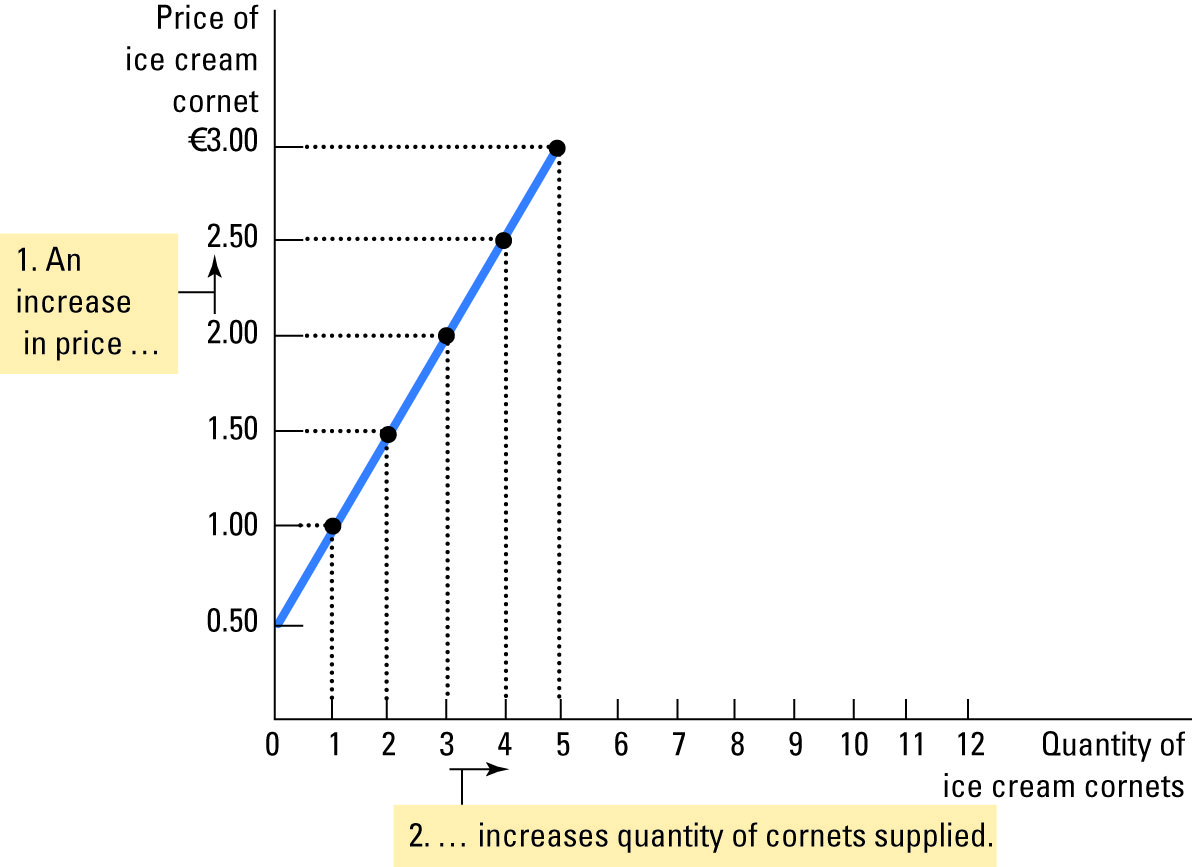 Price of
ice cream
cornet
€3.00
2.50
1. An
increase
in price …
2.00
1.50
1.00
0.50
0 1 2 3 4 5 6 7 8 9 10 11 12 Quantity of
ice cream cornets
2. … increases quantity of cornets supplied.